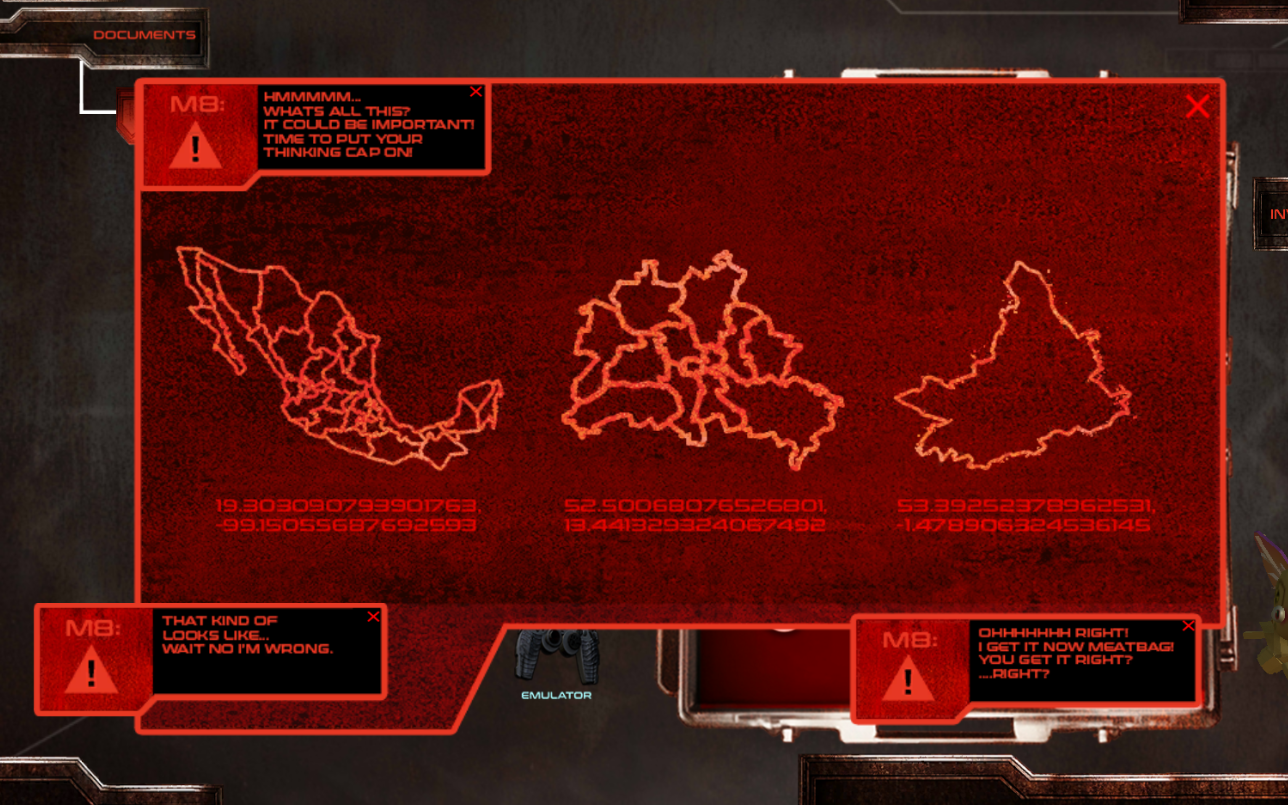 DOCUMENTS
M8:
!
HMMMMM...
WHATS ALL THIS?
IT COULD BE IMPORTANT!
TIME TO PUT YOUR
THINKING CAP ON!
19.303090793901763,
-99.15055687692593
52.50068076526801,
13.441329324067492
53.39252378962531,
-1.478906324536145
M8:
!
THAT KIND OF
LOOKS LIKE...
WAIT NO I'M WRONG.
EMULATOR
M8:
!
OHHHHHHH RIGHT!
I GET IT NOW MEATBAG!
YOU GET IT RIGHT?
....RIGHT?